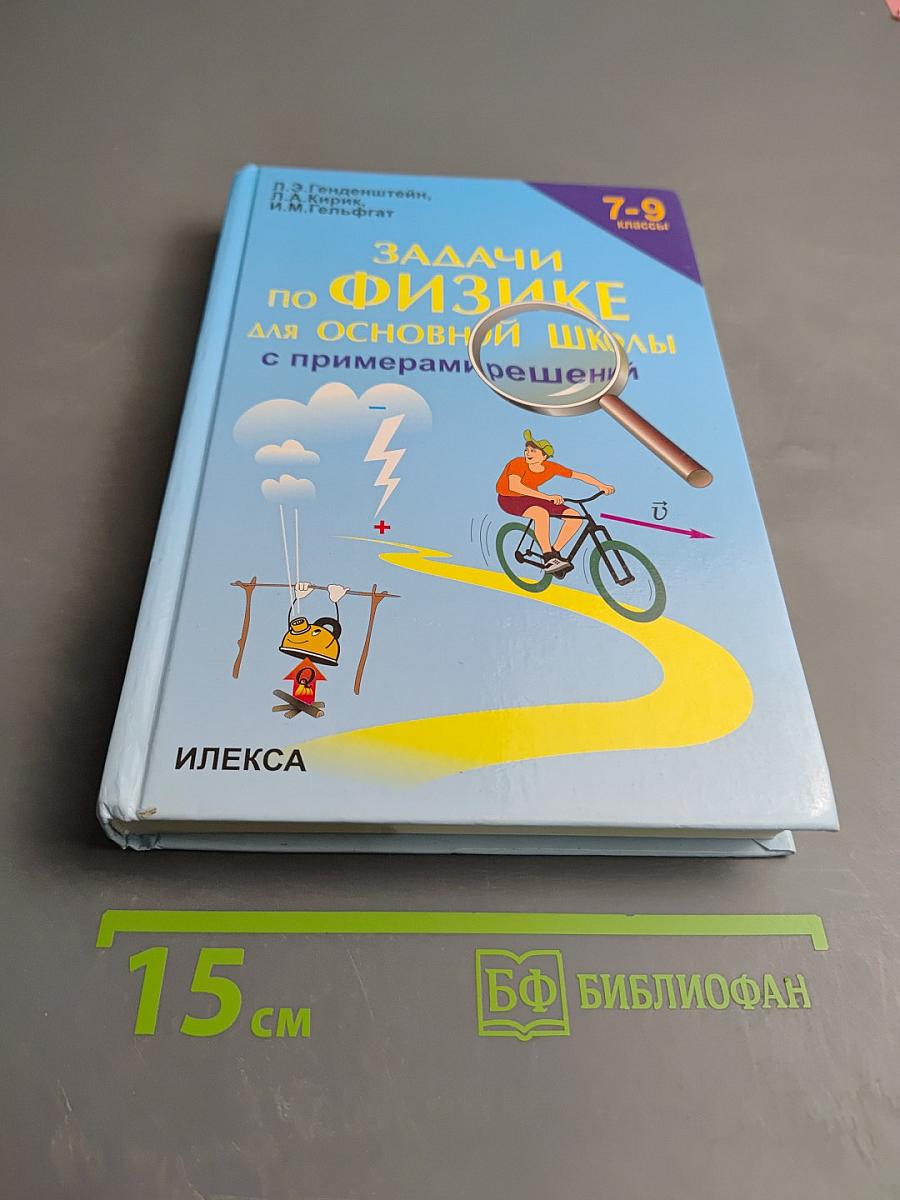 Л.Э.Генденштейн,
Л.А.Кирик,
И.М.Гельфгат
7-9
классы
ЗАДАЧИ
ПО ФИЗИКЕ
ДЛЯ ОСНОВНОЙ ШКОЛЫ
с примерами решений
−
+
v⃗
Q
ИЛЕКСА
15 см
БФ БИБЛИОФАН